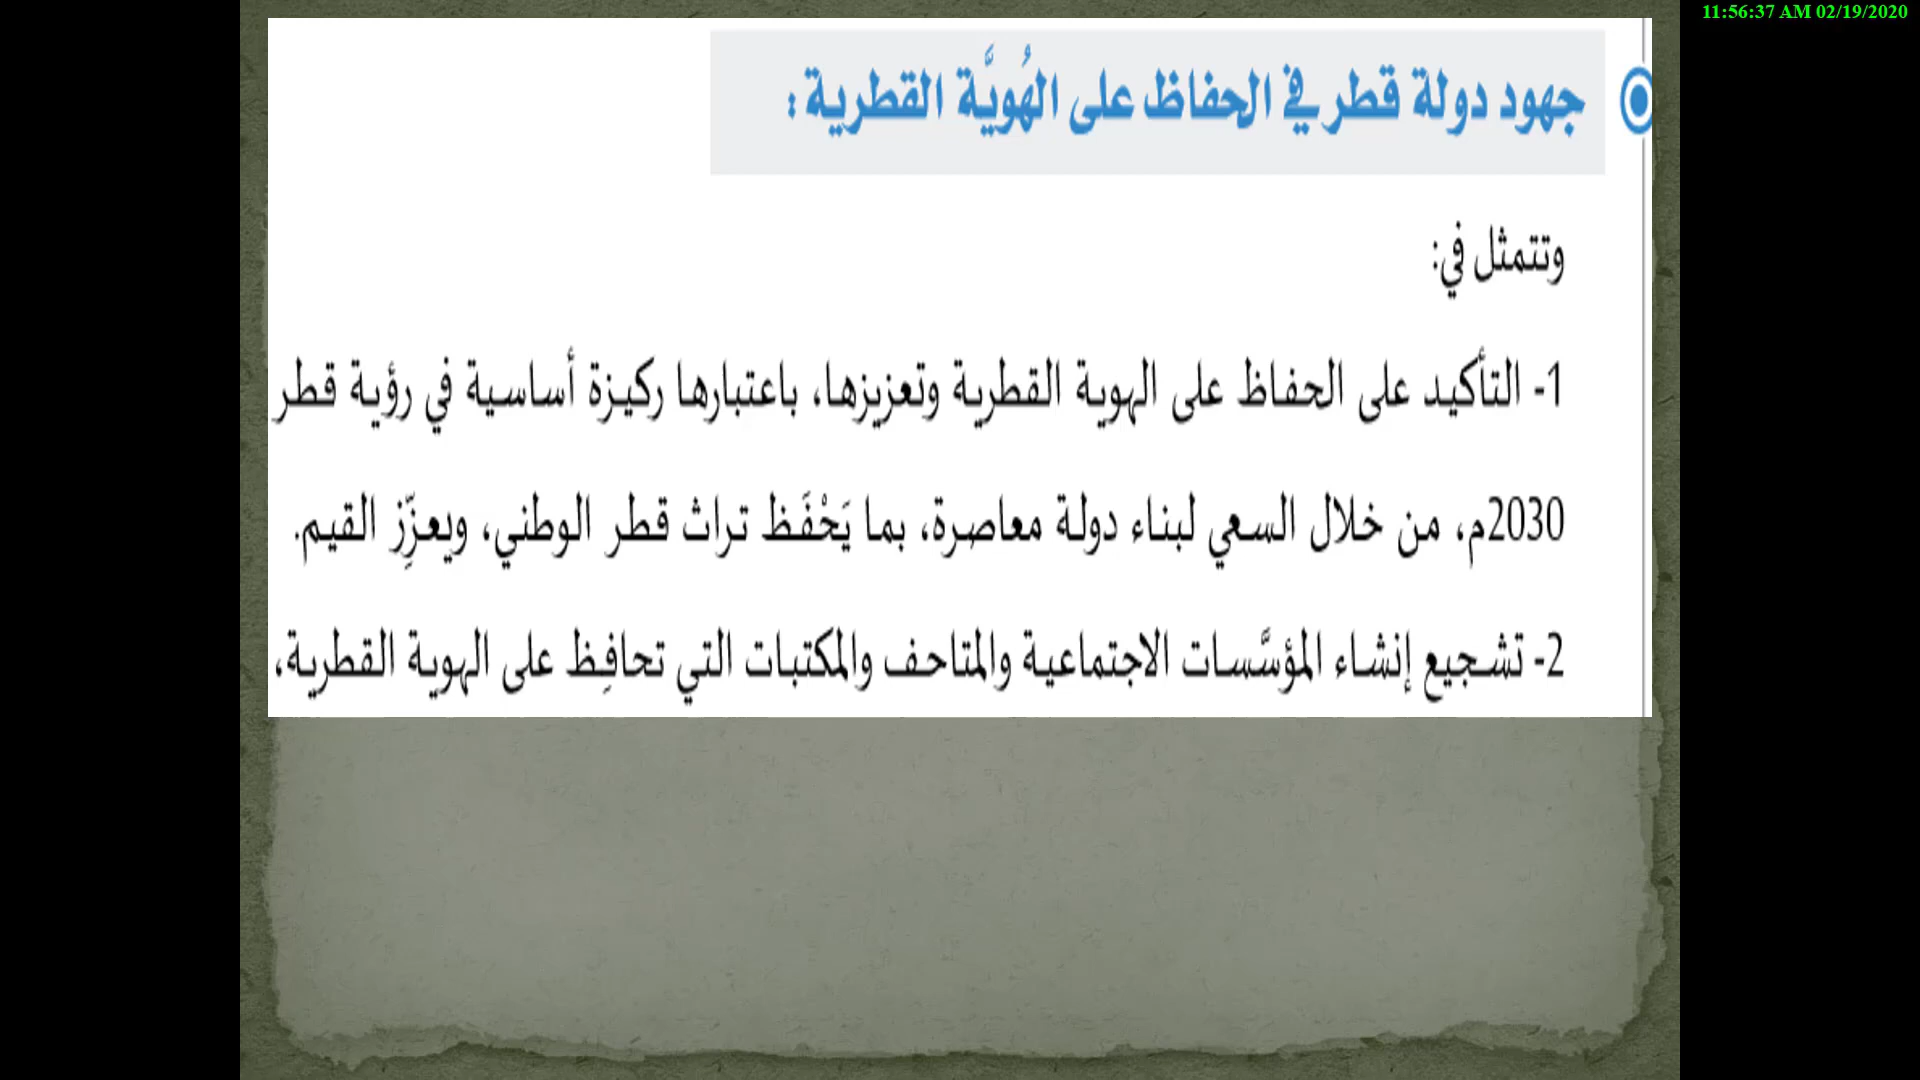 11:56:37 AM 02/19/2020
جهود دولة قطر في الحفاظ على الهُويَّة القطرية :
وتتمثل في:
1- التأكيد على الحفاظ على الهوية القطرية وتعزيزها، باعتبارها ركيزة أساسية في رؤية قطر
2030م، من خلال السعي لبناء دولة معاصرة، بما يَحْفَظ تراث قطر الوطني، ويعزِّز القيم.
2- تشجيع إنشاء المؤسَّسات الاجتماعية والمتاحف والمكتبات التي تحافِظ على الهوية القطرية،